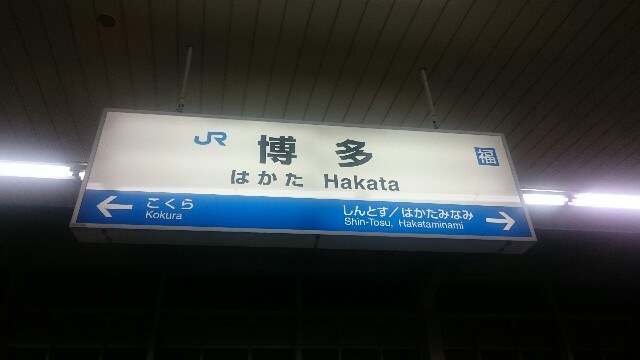 JR 博多 福
はかた Hakata
← こくら しんとす/はかたみなみ →
Kokura Shin-Tosu, Hakataminami